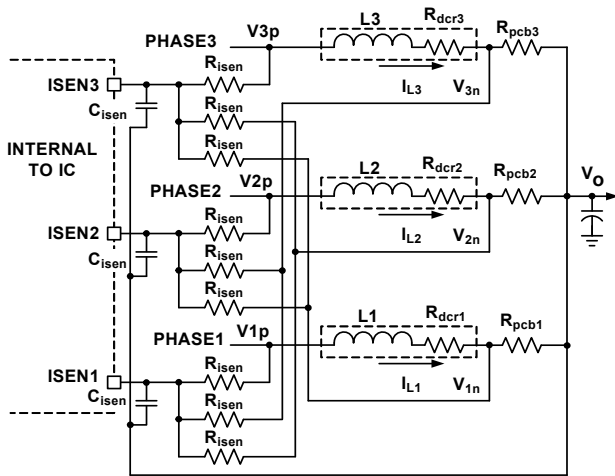 L3
Rdcr3
Rpcb3
PHASE3
V3p
Risen
IL3
V3n
ISEN3
Cisen
Risen
Risen
INTERNAL
TO IC
PHASE2
V2p
L2
Rdcr2
Rpcb2
Vo
Risen
IL2
V2n
ISEN2
Cisen
Risen
Risen
PHASE1
V1p
L1
Rdcr1
Rpcb1
Risen
IL1
V1n
ISEN1
Cisen
Risen
Risen